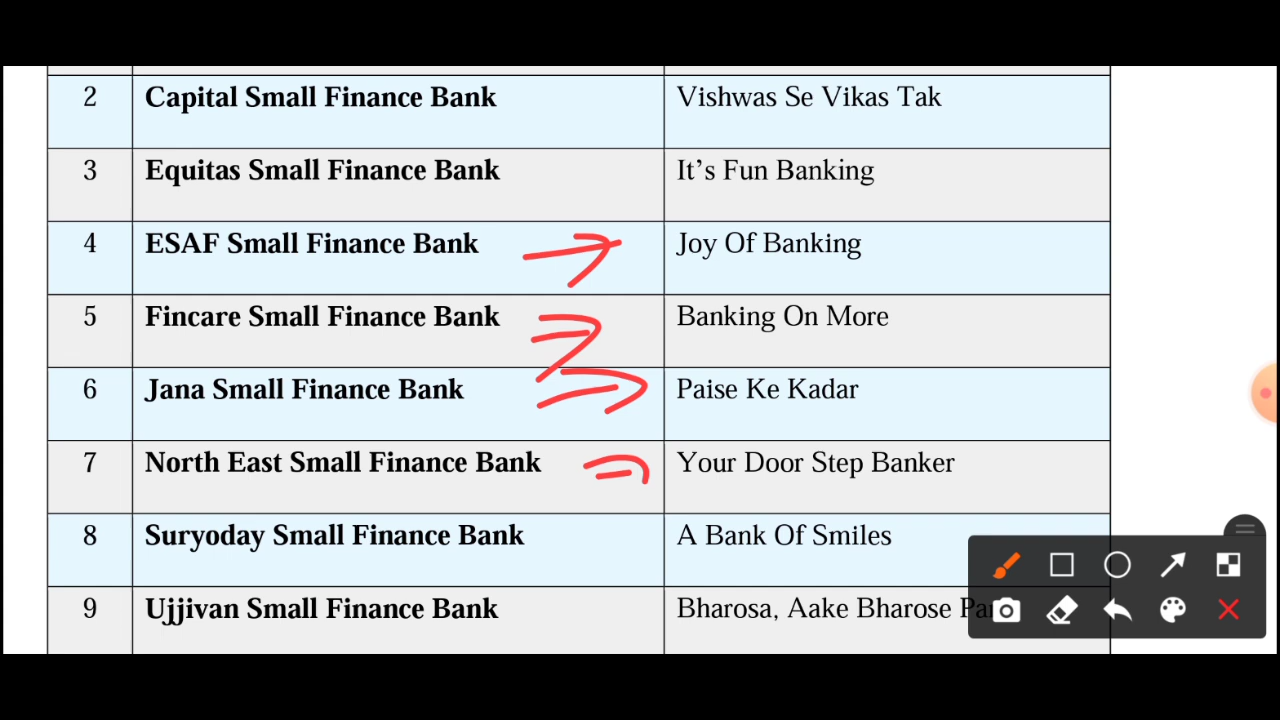 2 Capital Small Finance Bank Vishwas Se Vikas Tak
3 Equitas Small Finance Bank It’s Fun Banking
4 ESAF Small Finance Bank Joy Of Banking
5 Fincare Small Finance Bank Banking On More
6 Jana Small Finance Bank Paise Ke Kadar
7 North East Small Finance Bank Your Door Step Banker
8 Suryoday Small Finance Bank A Bank Of Smiles
9 Ujjivan Small Finance Bank Bharosa, Aake Bharose